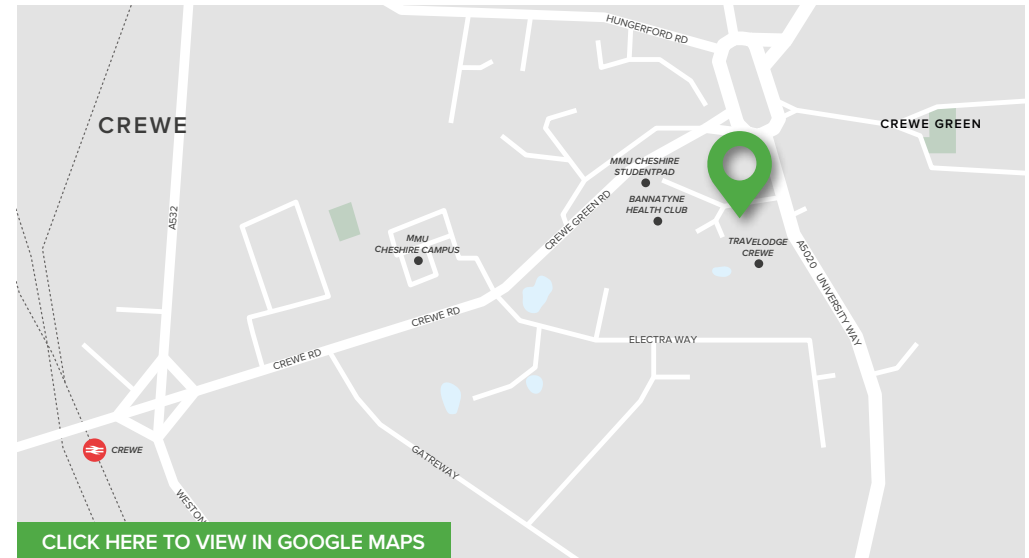 HUNGERFORD RD
CREWE
CREWE GREEN
MMU CHESHIRE
STUDENTPAD
BANNATYNE
HEALTH CLUB
A532
CREWE GREEN RD
MMU
CHESHIRE CAMPUS
TRAVELODGE
CREWE
A5020 UNIVERSITY WAY
CREWE RD
CREWE RD
ELECTRA WAY
CREWE
GATREWAY
WESTON
CLICK HERE TO VIEW IN GOOGLE MAPS